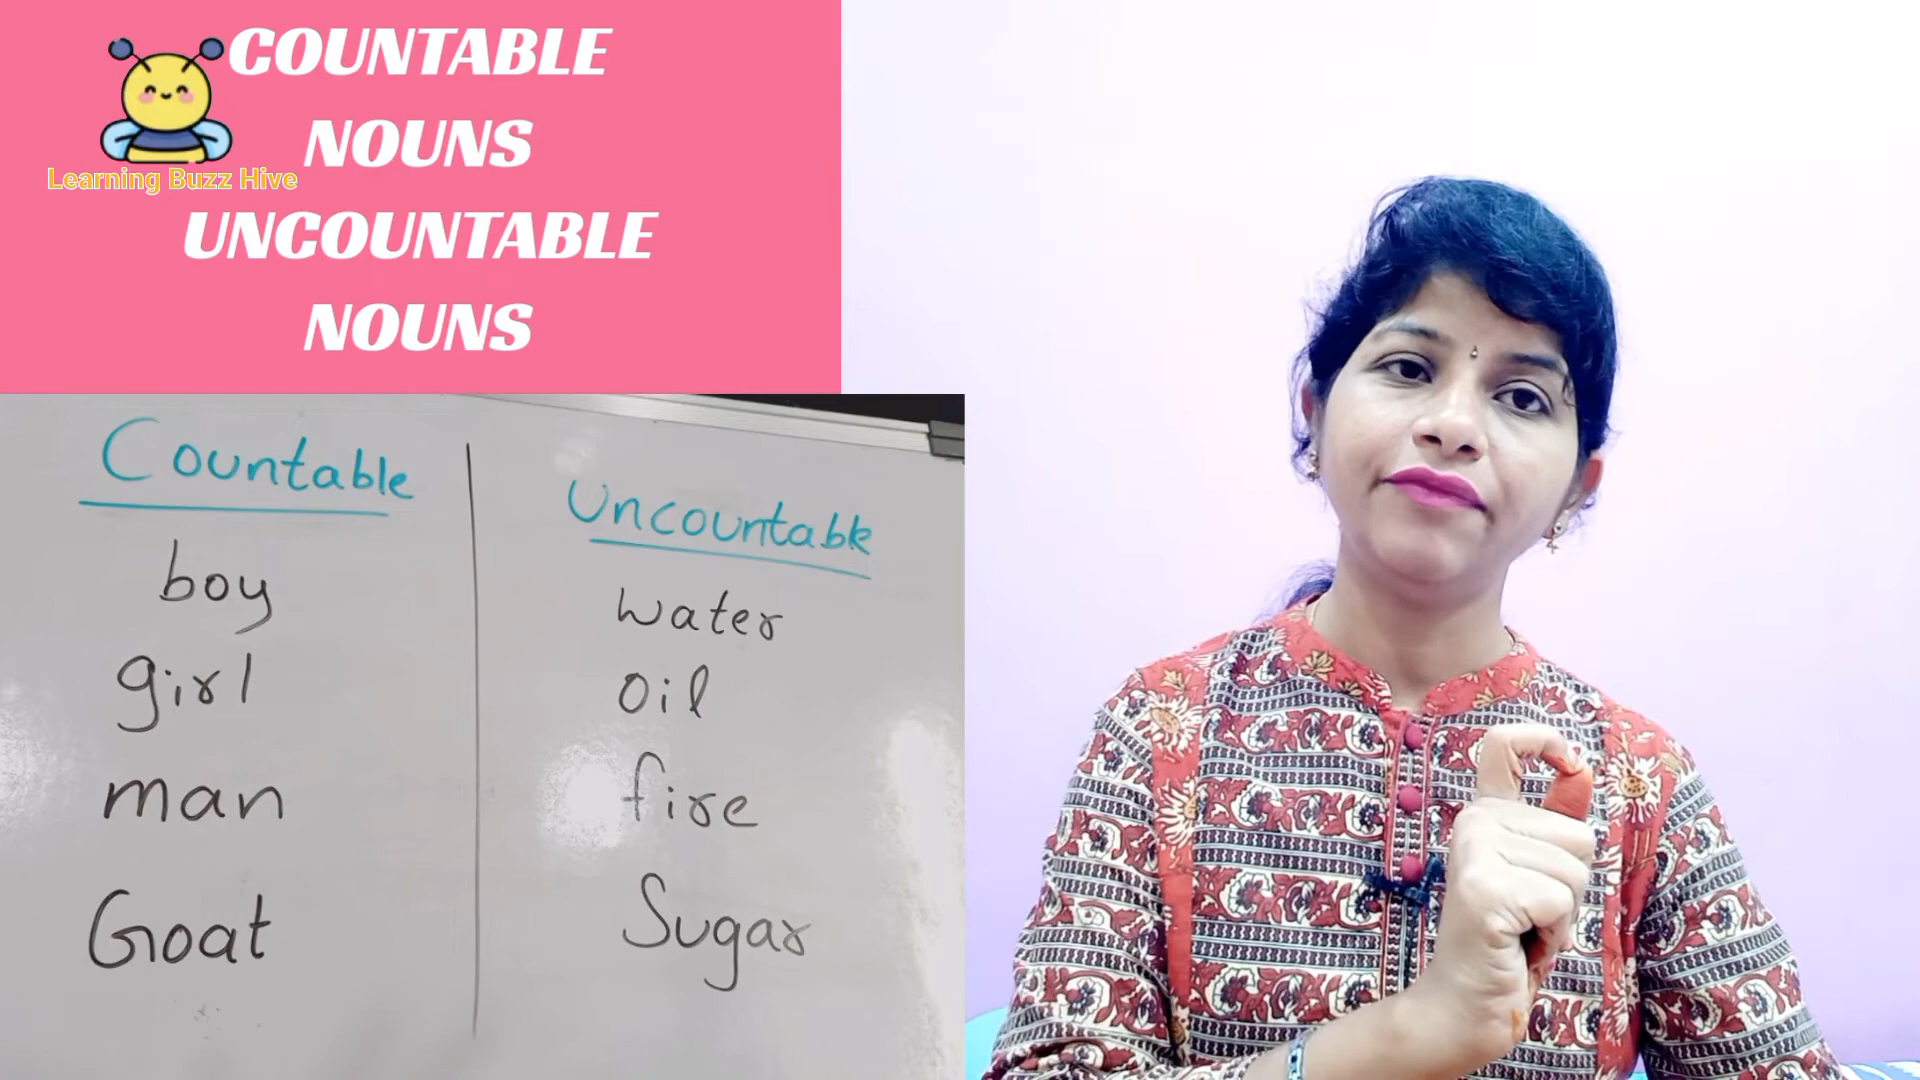 COUNTABLE
NOUNS
Learning Buzz Hive
UNCOUNTABLE
NOUNS
Countable
boy
girl
man
Goat
Uncountable
water
oil
fire
Sugar